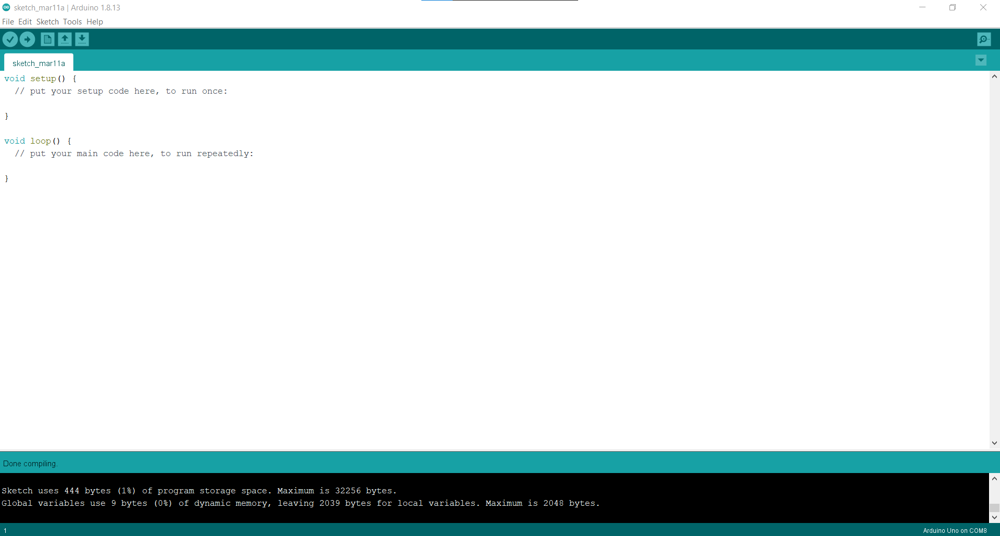 sketch_mar11a | Arduino 1.8.13
File Edit Sketch Tools Help
sketch_mar11a
void setup() {
  // put your setup code here, to run once:
}
void loop() {
  // put your main code here, to run repeatedly:
}
Done compiling.
Sketch uses 444 bytes (1%) of program storage space. Maximum is 32256 bytes.
Global variables use 9 bytes (0%) of dynamic memory, leaving 2039 bytes for local variables. Maximum is 2048 bytes.
1 Arduino Uno on COM8